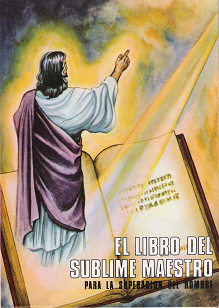 EL LIBRO DEL
SUBLIME MAESTRO
PARA LA SUPERACION DEL HOMBRE